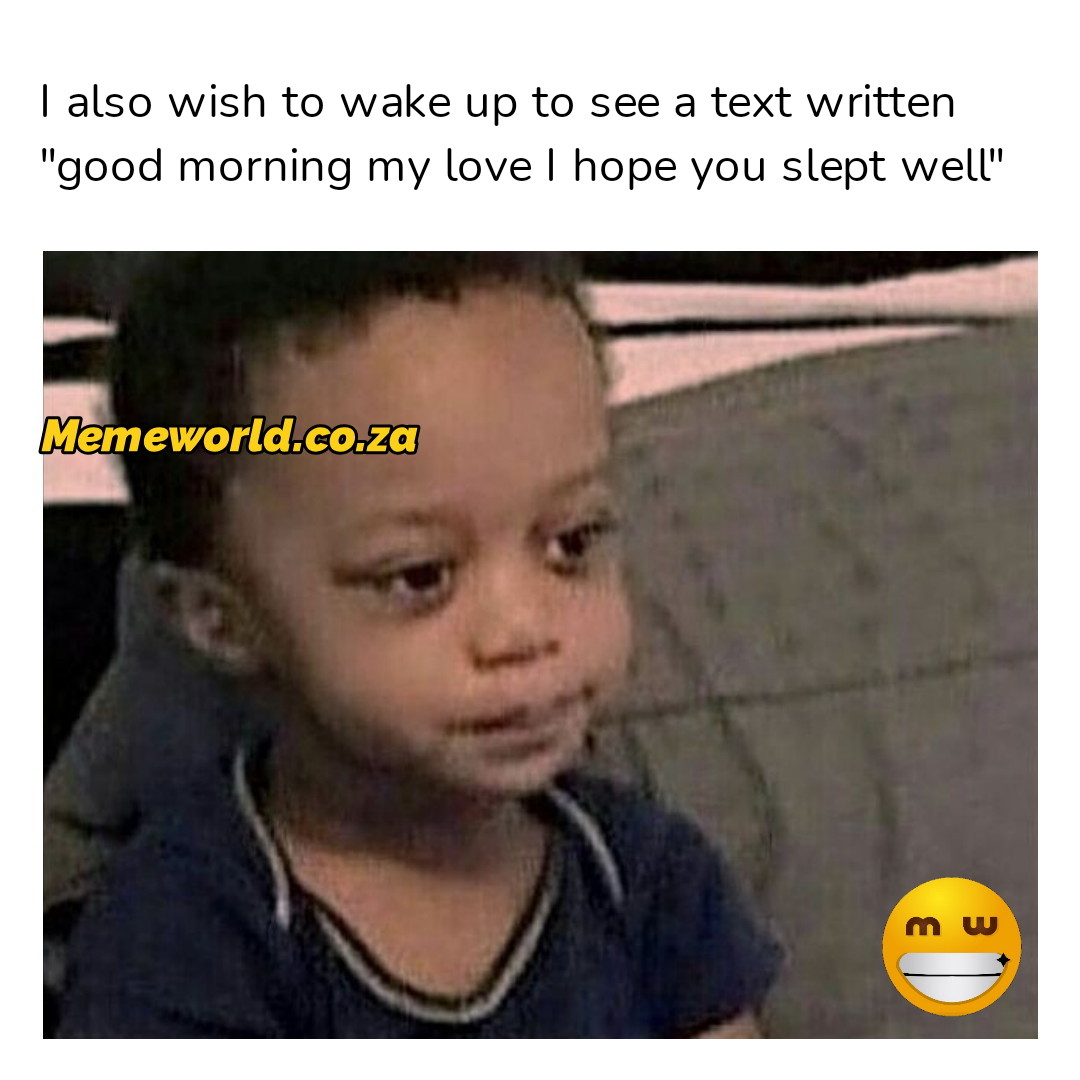 I also wish to wake up to see a text written
"good morning my love I hope you slept well"
Memeworld.co.za
m w